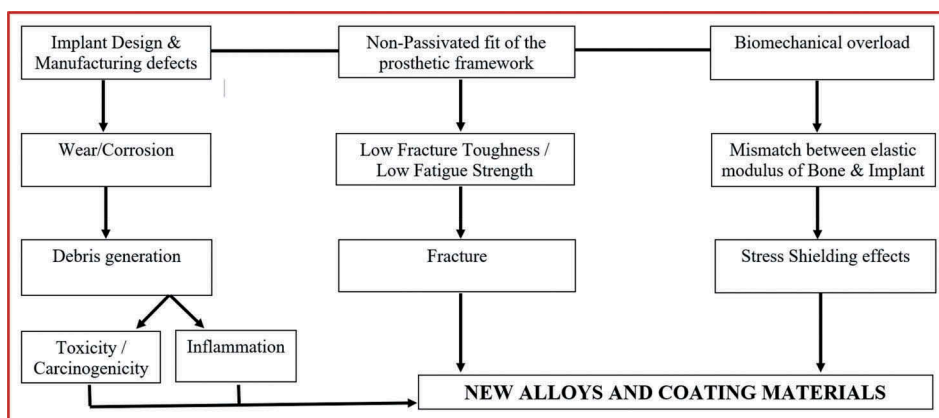 Implant Design &
Manufacturing defects
Non-Passivated fit of the
prosthetic framework
Biomechanical overload
Wear/Corrosion
Low Fracture Toughness /
Low Fatigue Strength
Mismatch between elastic
modulus of Bone & Implant
Debris generation
Fracture
Stress Shielding effects
Toxicity /
Carcinogenicity
Inflammation
NEW ALLOYS AND COATING MATERIALS